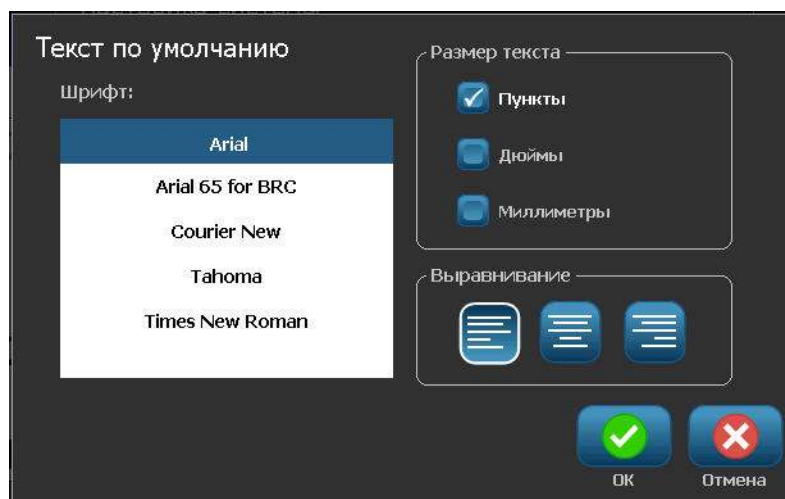 Текст по умолчанию
Шрифт:
Arial
Arial 65 for BRC
Courier New
Tahoma
Times New Roman
Размер текста
Пункты
Дюймы
Миллиметры
Выравнивание
ОК
Отмена